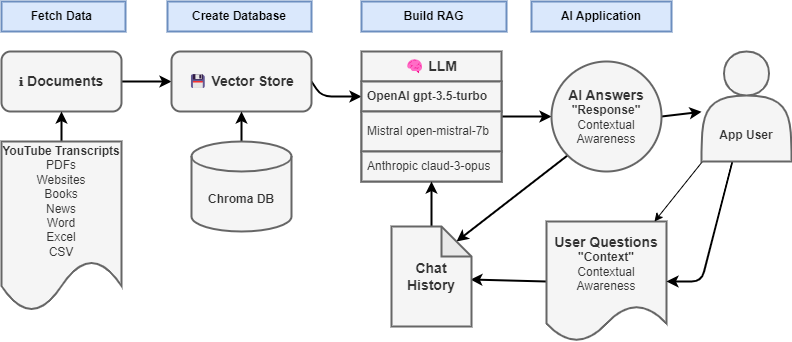 Fetch Data
Create Database
Build RAG
AI Application
ℹ Documents
💾 Vector Store
🧠 LLM
OpenAI gpt-3.5-turbo
Mistral open-mistral-7b
Anthropic claud-3-opus
AI Answers
"Response"
Contextual
Awareness
App User
YouTube Transcripts
PDFs
Websites
Books
News
Word
Excel
CSV
Chroma DB
Chat
History
User Questions
"Context"
Contextual
Awareness